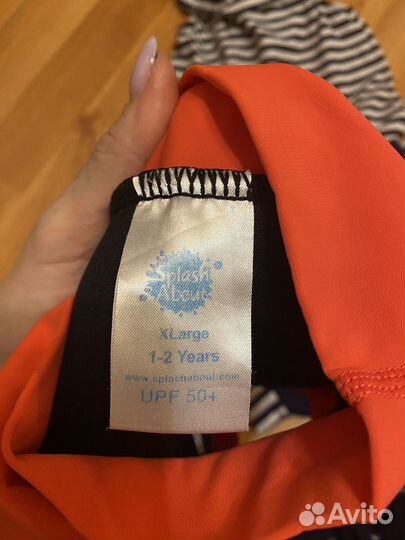 Splash
About
XLarge
1-2 Years
www.splashabout.com
UPF 50+
Avito